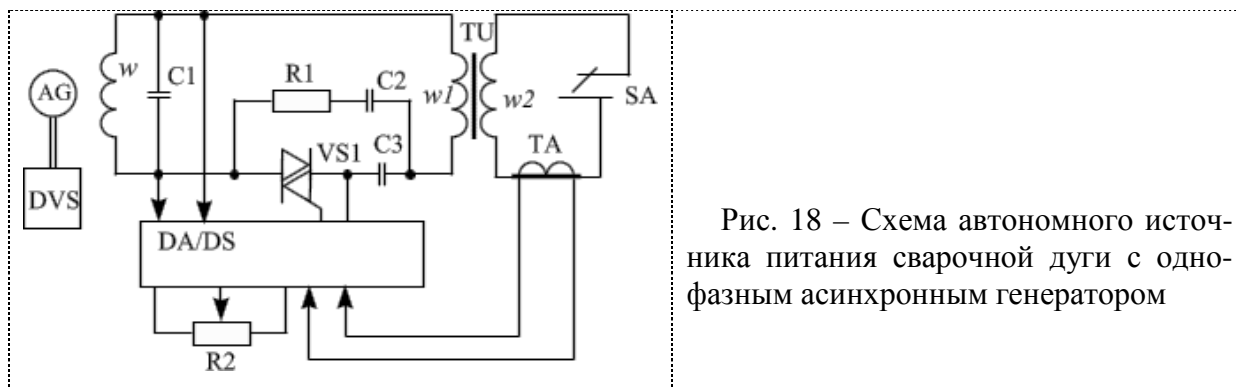 TU
w
C1
R1
C2
AG
w1
w2
SA
VS1
C3
TA
DVS
DA/DS
R2
Рис. 18 – Схема автономного источ-
ника питания сварочной дуги с одно-
фазным асинхронным генератором